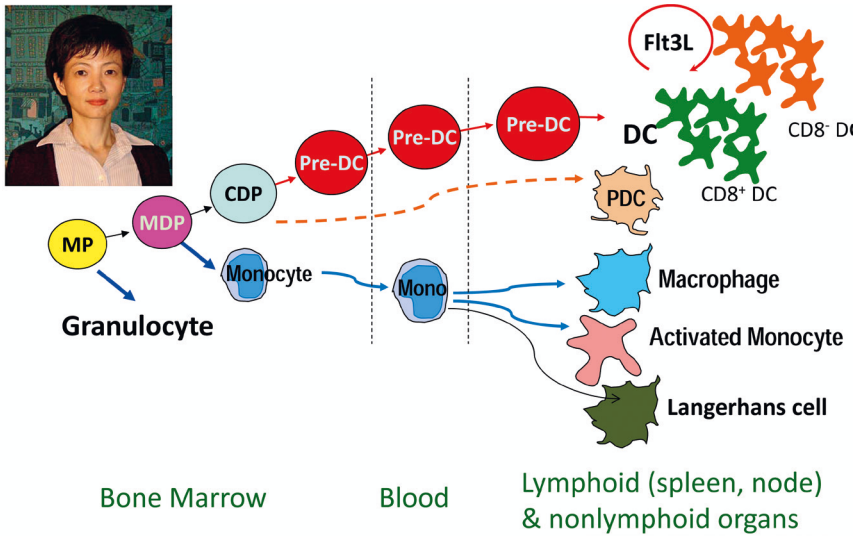 Flt3L
CD8⁻ DC
Pre-DC
Pre-DC
Pre-DC
DC
CD8⁺ DC
CDP
MDP
MP
PDC
Monocyte
Mono
Macrophage
Granulocyte
Activated Monocyte
Langerhans cell
Bone Marrow
Blood
Lymphoid (spleen, node)
& nonlymphoid organs